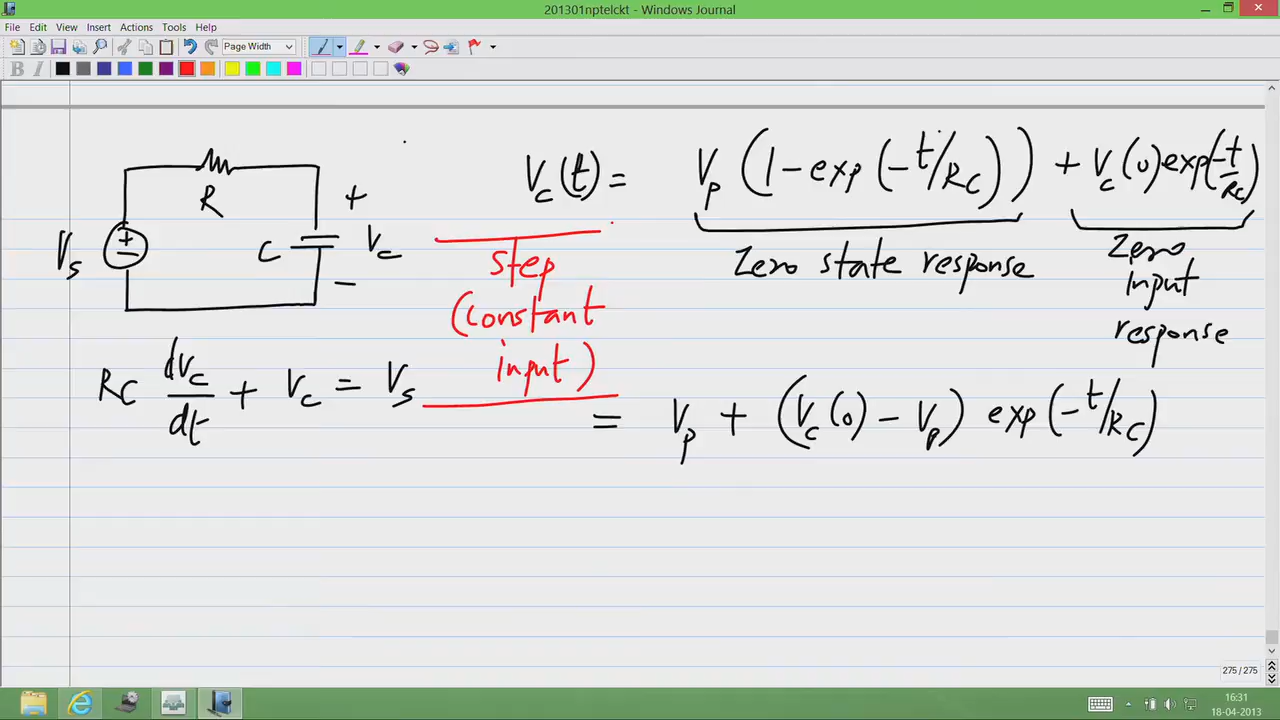 201301nptelckt - Windows Journal
File Edit View Insert Actions Tools Help
Page Width
B I
Vc(t) = Vp (1 - exp(-t/RC)) + Vc(0) exp(-t/RC)
Zero state response
Zero
Input
response
R
+
Vs
+
-
C
Vc
-
step
(constant
input)
RC dVc/dt + Vc = Vs
= Vp + (Vc(0) - Vp) exp(-t/RC)
275 / 275
16:31
18-04-2013